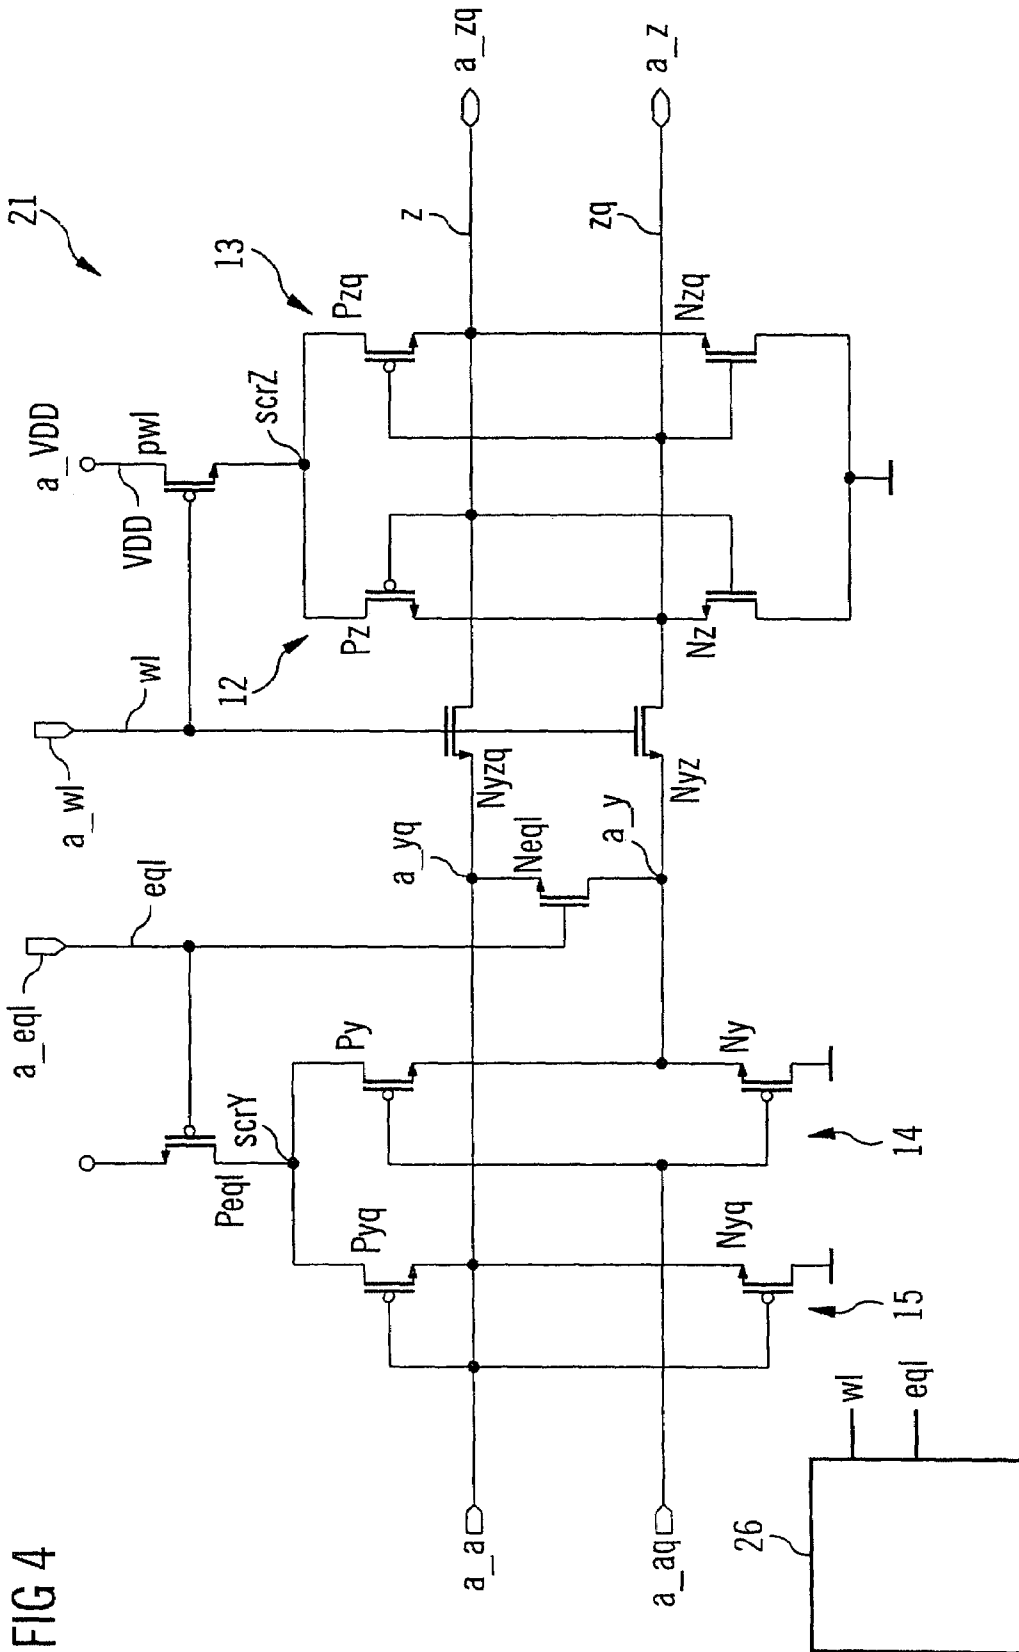 FIG 4
21
a_VDD
VDD
pwl
a_wl
wl
a_eql
eql
scrZ
12
13
Pz
Pzq
z
a_zq
zq
a_z
Nz
Nzq
Nyzq
Nyz
a_yq
Neql
a_y
Peql
scrY
Pyq
Py
Nyq
Ny
15
14
a_a
a_aq
26
wl
eql